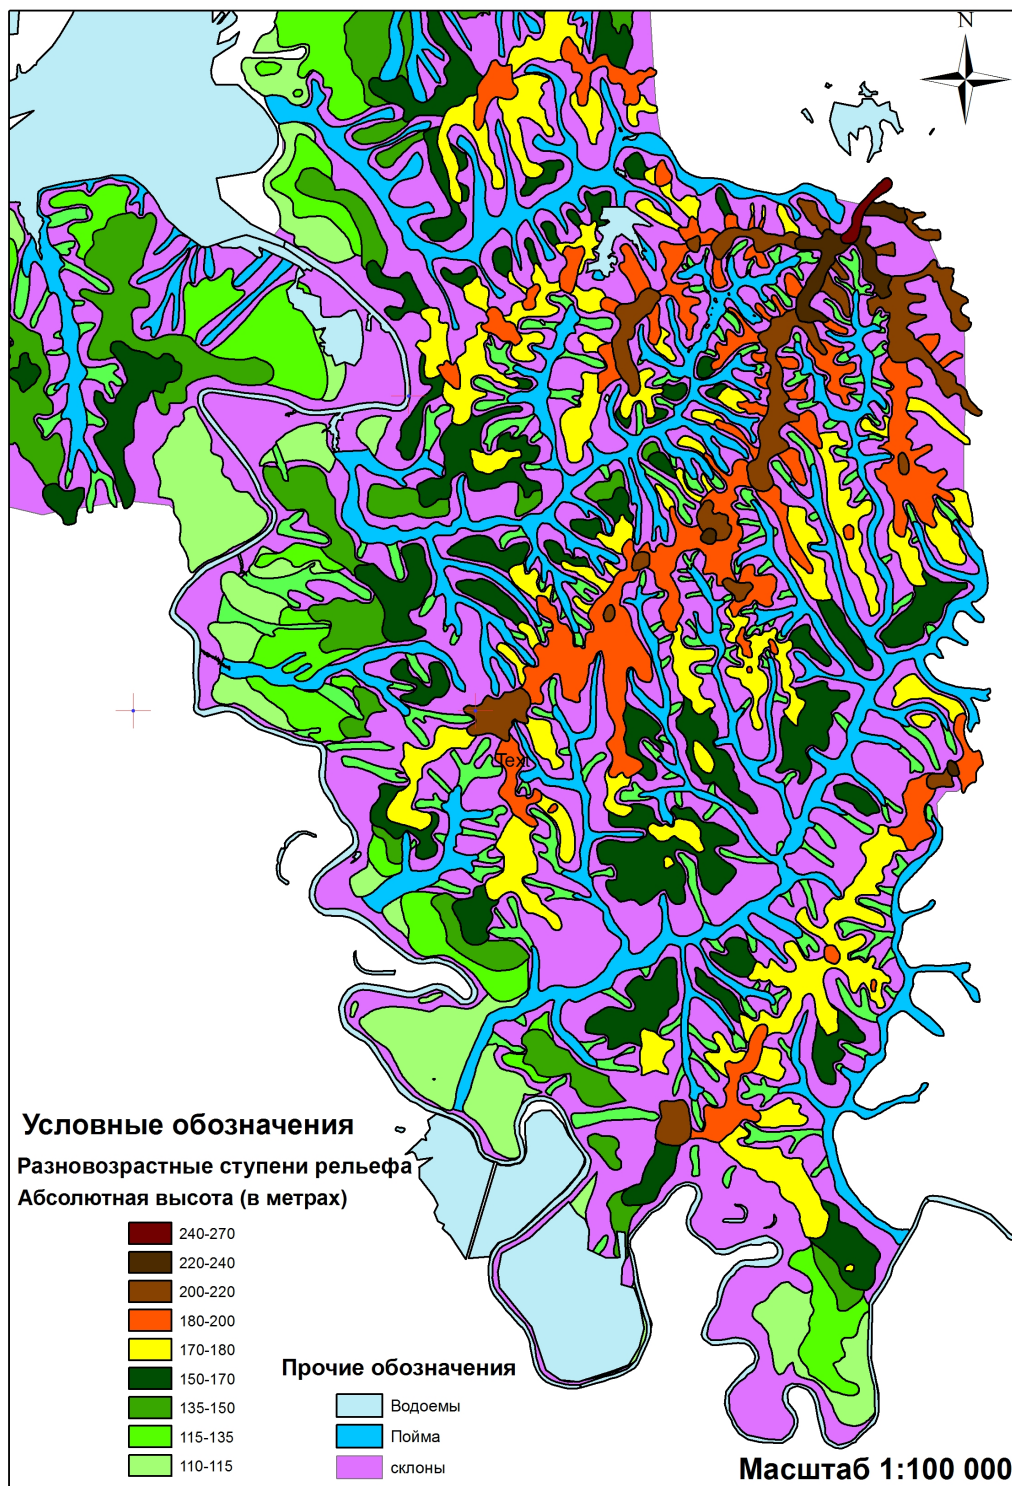 N
Text
Условные обозначения
Разновозрастные ступени рельефа
Абсолютная высота (в метрах)
240-270
220-240
200-220
180-200
170-180
150-170
135-150
115-135
110-115
Прочие обозначения
Водоемы
Пойма
склоны
Масштаб 1:100 000